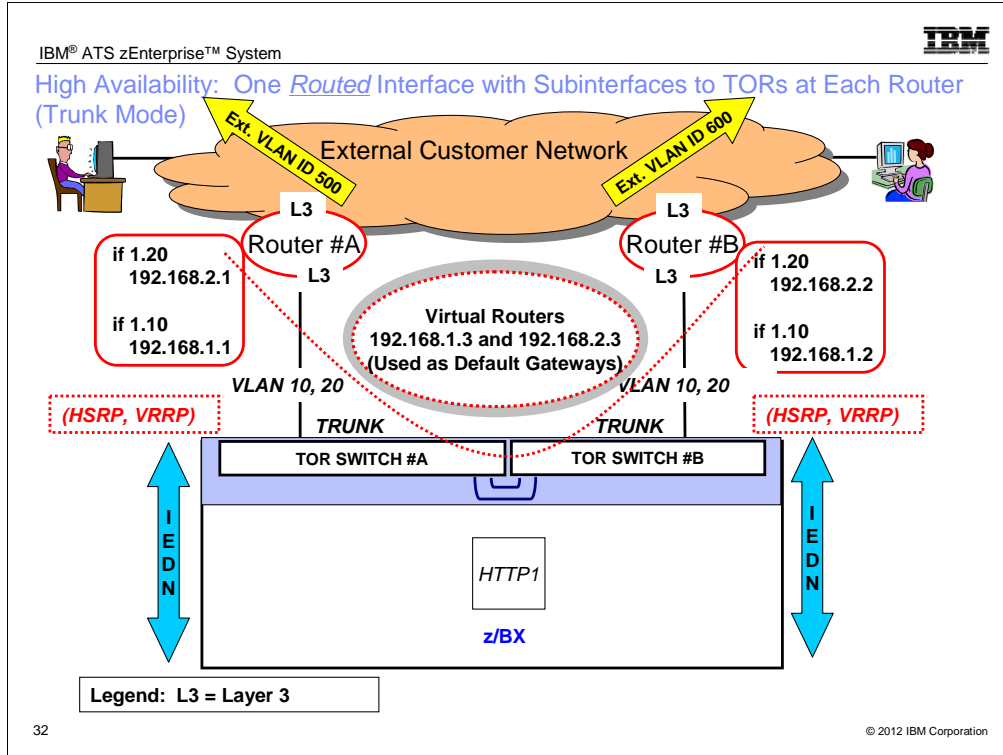 IBM® ATS zEnterprise™ System
IBM
High Availability: One Routed Interface with Subinterfaces to TORs at Each Router
(Trunk Mode)
Ext. VLAN ID 500
External Customer Network
Ext. VLAN ID 600
L3
Router #A
L3
L3
Router #B
L3
if 1.20
192.168.2.1
if 1.10
192.168.1.1
Virtual Routers
192.168.1.3 and 192.168.2.3
(Used as Default Gateways)
if 1.20
192.168.2.2
if 1.10
192.168.1.2
VLAN 10, 20
VLAN 10, 20
(HSRP, VRRP)
(HSRP, VRRP)
TRUNK
TRUNK
TOR SWITCH #A
TOR SWITCH #B
I
E
D
N
I
E
D
N
HTTP1
z/BX
Legend: L3 = Layer 3
32
© 2012 IBM Corporation